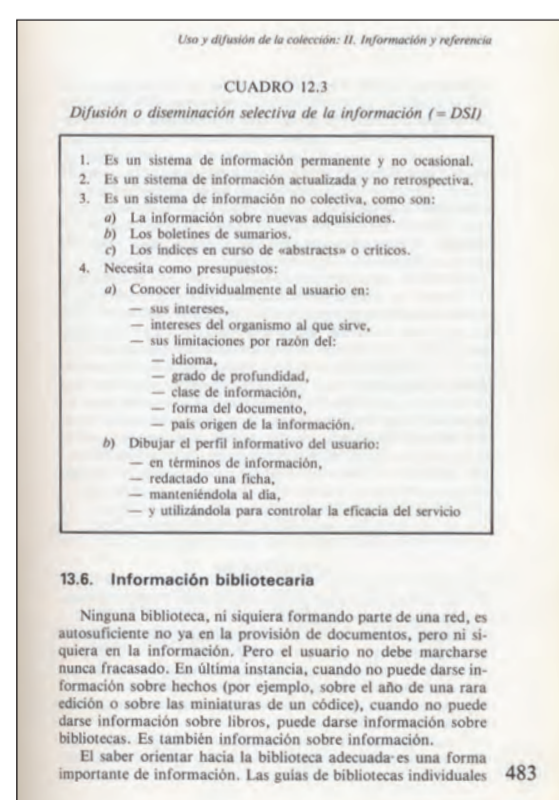 Uso y difusión de la colección: II. Información y referencia
CUADRO 12.3
Difusión o diseminación selectiva de la información (= DSI)
1. Es un sistema de información permanente y no ocasional.
2. Es un sistema de información actualizada y no retrospectiva.
3. Es un sistema de información no colectiva, como son:
a) La información sobre nuevas adquisiciones.
b) Los boletines de sumarios.
c) Los índices en curso de «abstracts» o críticos.
4. Necesita como presupuestos:
a) Conocer individualmente al usuario en:
— sus intereses,
— intereses del organismo al que sirve,
— sus limitaciones por razón del:
— idioma,
— grado de profundidad,
— clase de información,
— forma del documento,
— país origen de la información.
b) Dibujar el perfil informativo del usuario:
— en términos de información,
— redactado una ficha,
— manteniéndola al día,
— y utilizándola para controlar la eficacia del servicio
13.6. Información bibliotecaria
Ninguna biblioteca, ni siquiera formando parte de una red, es
autosuficiente no ya en la provisión de documentos, pero ni si-
quiera en la información. Pero el usuario no debe marcharse
nunca fracasado. En última instancia, cuando no puede darse in-
formación sobre hechos (por ejemplo, sobre el año de una rara
edición o sobre las miniaturas de un códice), cuando no puede
darse información sobre libros, puede darse información sobre
bibliotecas. Es también información sobre información.
El saber orientar hacia la biblioteca adecuada es una forma
importante de información. Las guías de bibliotecas individuales
483